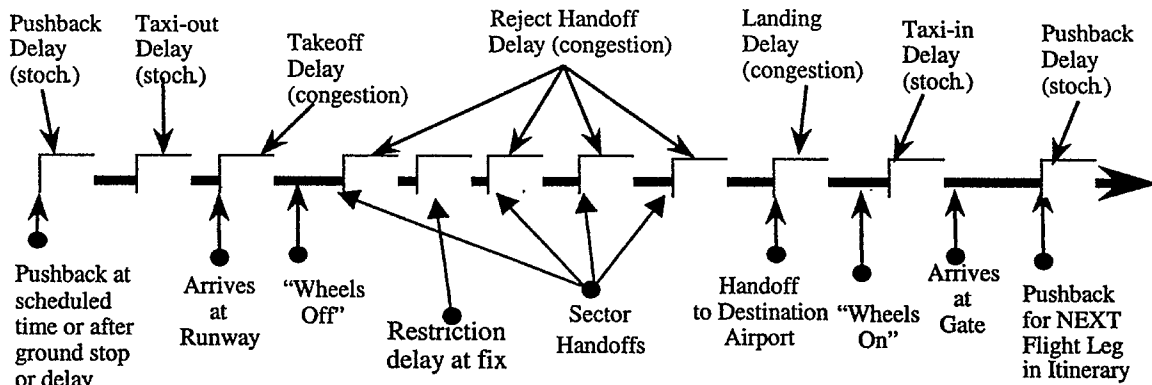 Pushback
Delay
(stoch.)
Taxi-out
Delay
(stoch.)
Takeoff
Delay
(congestion)
Reject Handoff
Delay (congestion)
Landing
Delay
(congestion)
Taxi-in
Delay
(stoch.)
Pushback
Delay
(stoch.)
Pushback at
scheduled
time or after
ground stop
or delay
Arrives
at
Runway
“Wheels
Off”
Restriction
delay at fix
Sector
Handoffs
Handoff
to Destination
Airport
“Wheels
On”
Arrives
at
Gate
Pushback
for NEXT
Flight Leg
in Itinerary